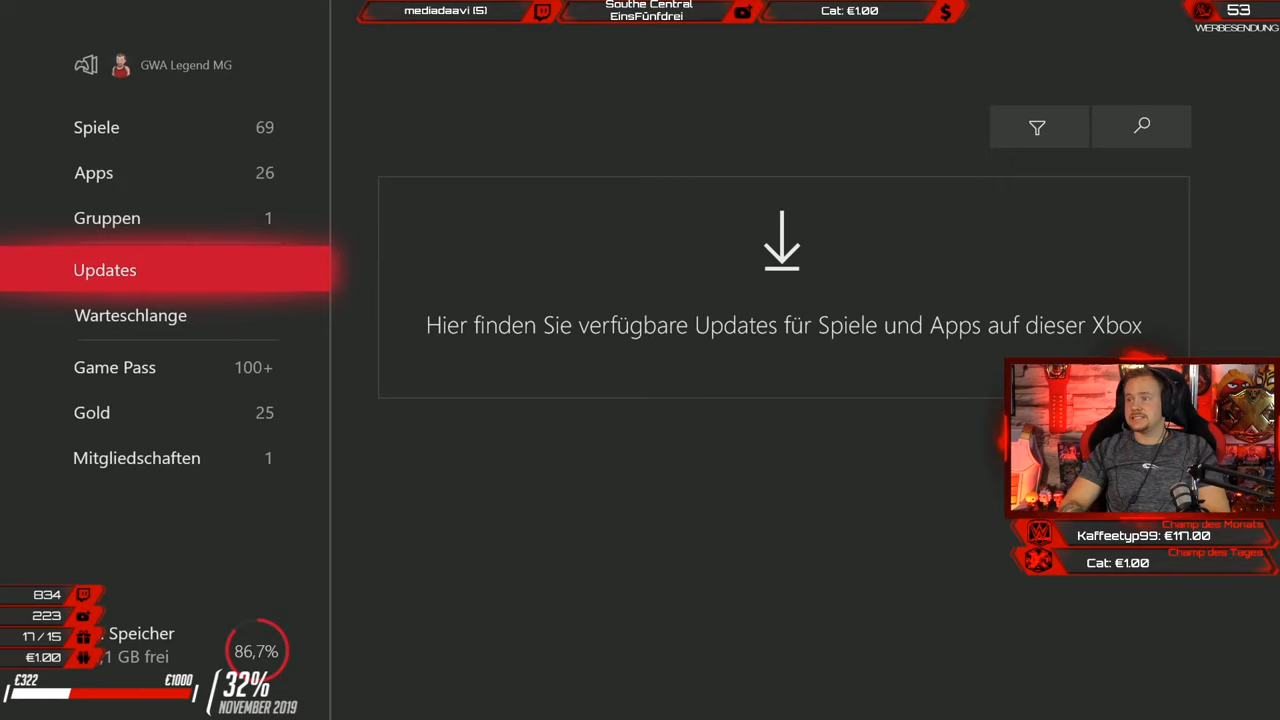 mediadaavi (5)
Southe Central
EinsFünfdrei
Cat: €1.00
53
WERBESENDUNG
GWA Legend MG
Spiele 69
Apps 26
Gruppen 1
Updates
Warteschlange
Game Pass 100+
Gold 25
Mitgliedschaften 1
Hier finden Sie verfügbare Updates für Spiele und Apps auf dieser Xbox
Champ des Monats
Kaffeetyp99: €117.00
Champ des Tages
Cat: €1.00
834
223
17/15
€1.00
. Speicher
,1 GB frei
86,7%
€322
€1000
32%
NOVEMBER 2019